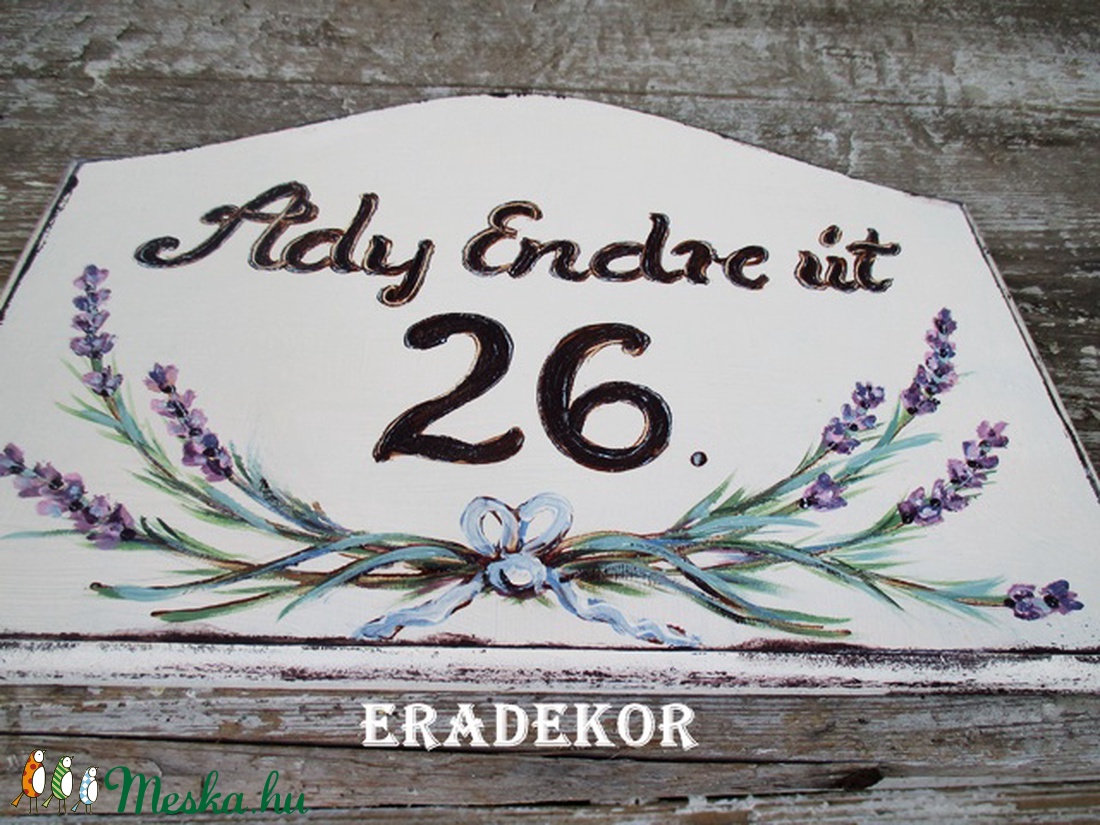 Ady Endre út
26.
ERADEKOR
Meska.hu